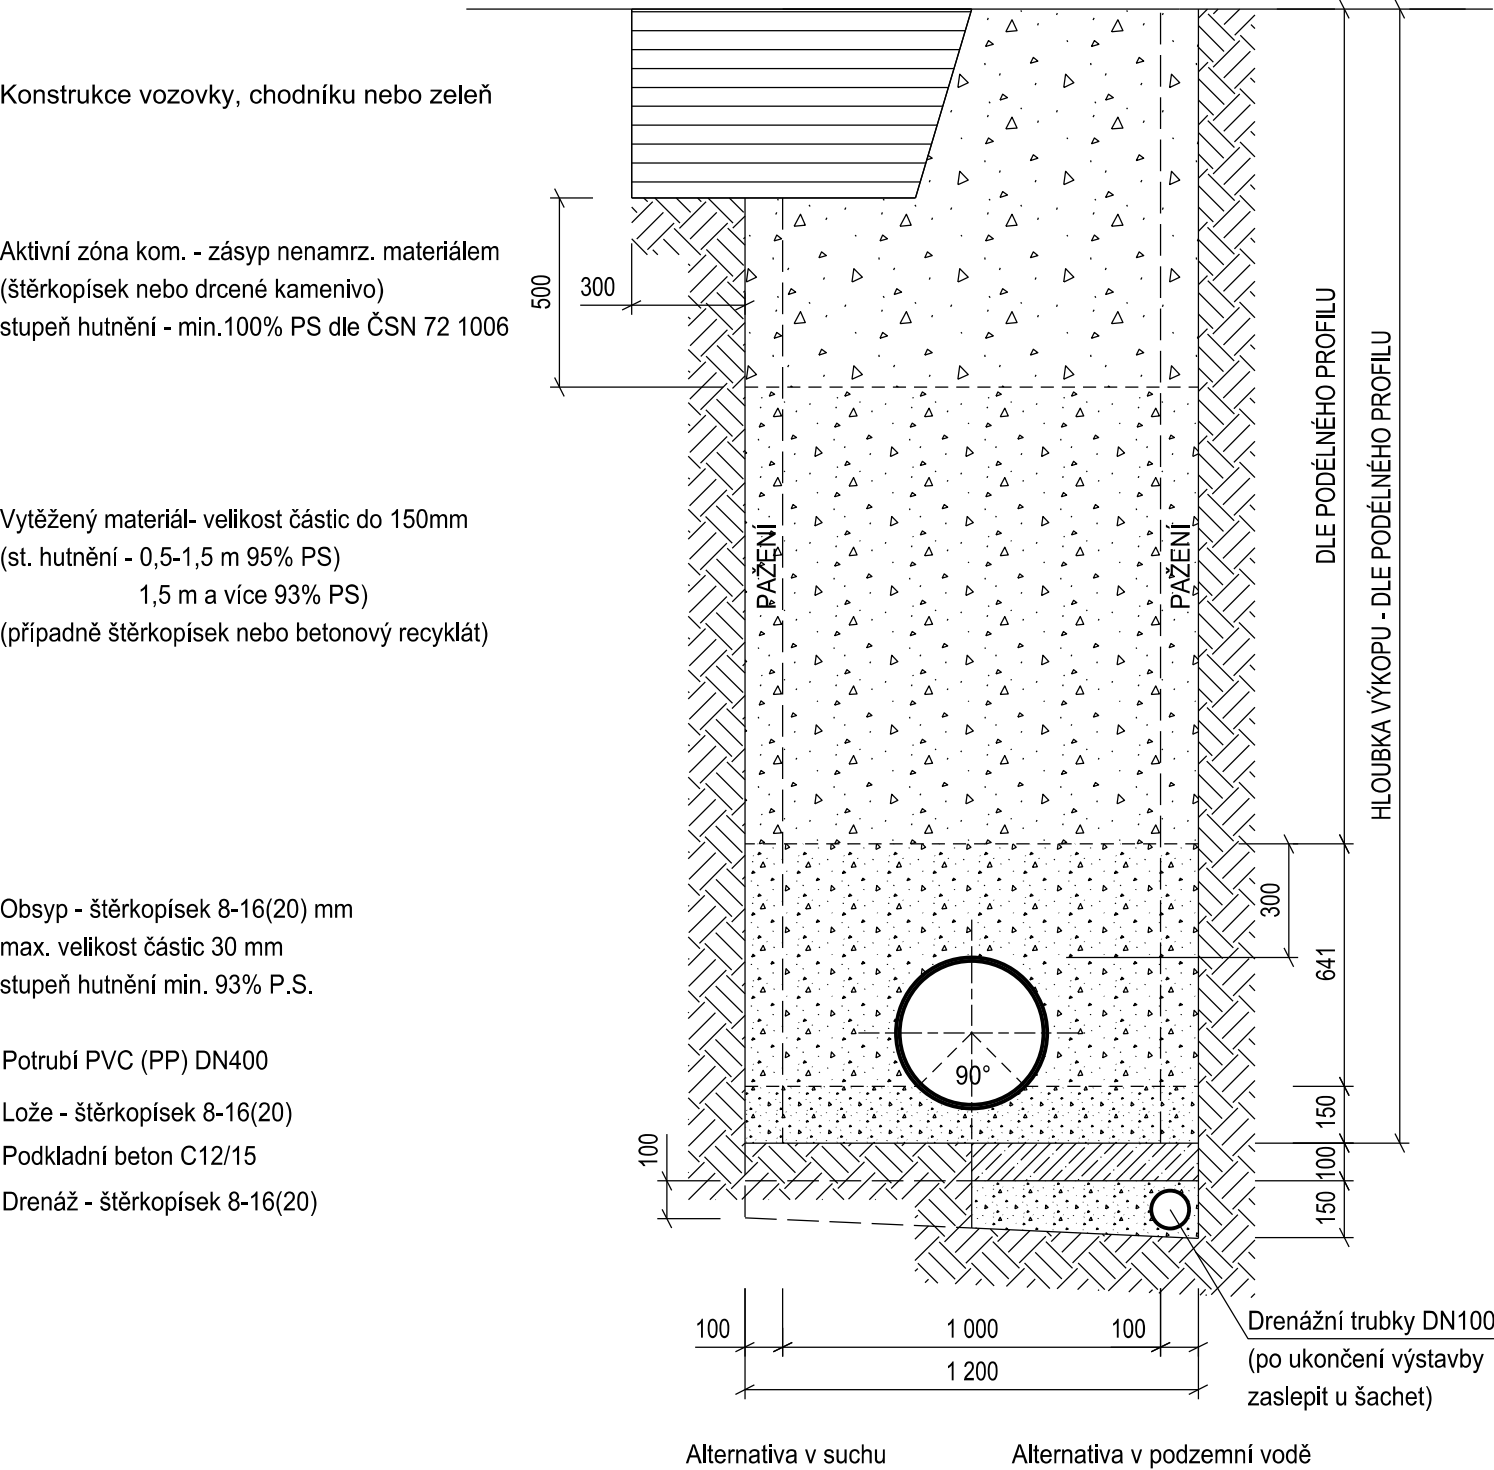 Konstrukce vozovky, chodníku nebo zeleň
Aktivní zóna kom. - zásyp nenamrz. materiálem
(štěrkopísek nebo drcené kamenivo)
stupeň hutnění - min.100% PS dle ČSN 72 1006
500
300
Vytěžený materiál- velikost částic do 150mm
(st. hutnění - 0,5-1,5 m 95% PS)
1,5 m a více 93% PS)
(případně štěrkopísek nebo betonový recyklát)
PAŽENÍ
PAŽENÍ
DLE PODÉLNÉHO PROFILU
HLOUBKA VÝKOPU - DLE PODÉLNÉHO PROFILU
Obsyp - štěrkopísek 8-16(20) mm
max. velikost částic 30 mm
stupeň hutnění min. 93% P.S.
300
641
Potrubí PVC (PP) DN400
90°
Lože - štěrkopísek 8-16(20)
150
Podkladní beton C12/15
100
100
Drenáž - štěrkopísek 8-16(20)
150
100
1 000
100
1 200
Drenážní trubky DN100
(po ukončení výstavby
zaslepit u šachet)
Alternativa v suchu
Alternativa v podzemní vodě